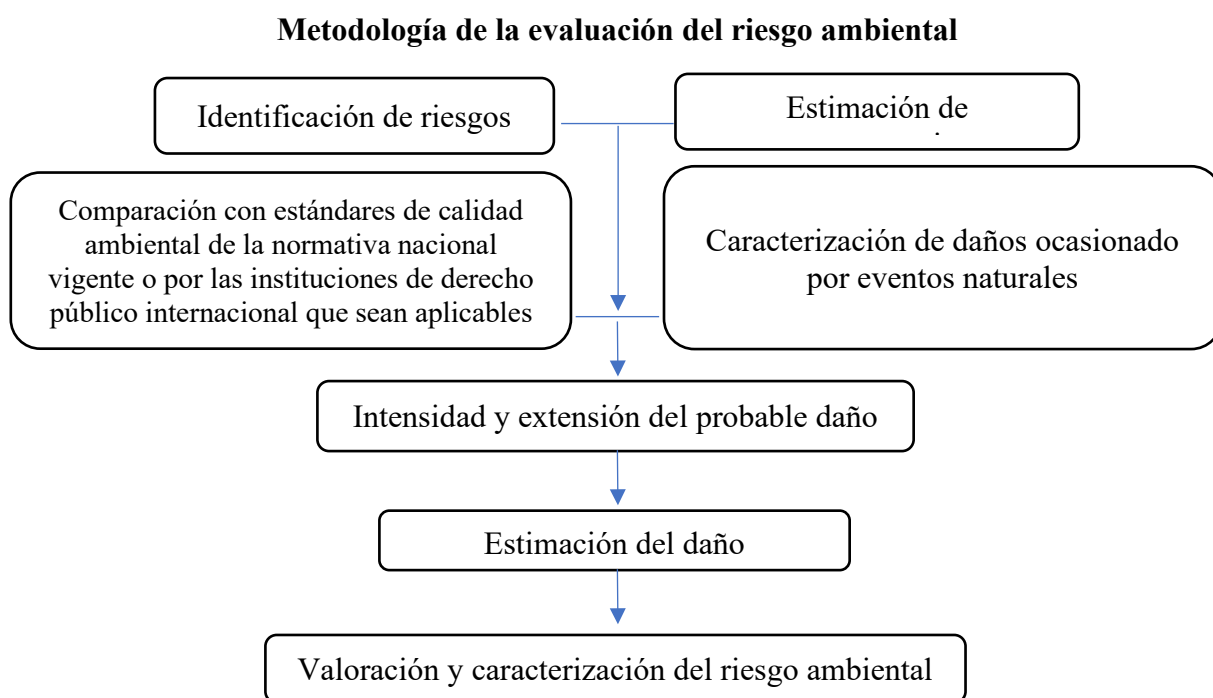 Metodología de la evaluación del riesgo ambiental
Identificación de riesgos
Estimación de
Comparación con estándares de calidad
ambiental de la normativa nacional
vigente o por las instituciones de derecho
público internacional que sean aplicables
Caracterización de daños ocasionado
por eventos naturales
Intensidad y extensión del probable daño
Estimación del daño
Valoración y caracterización del riesgo ambiental